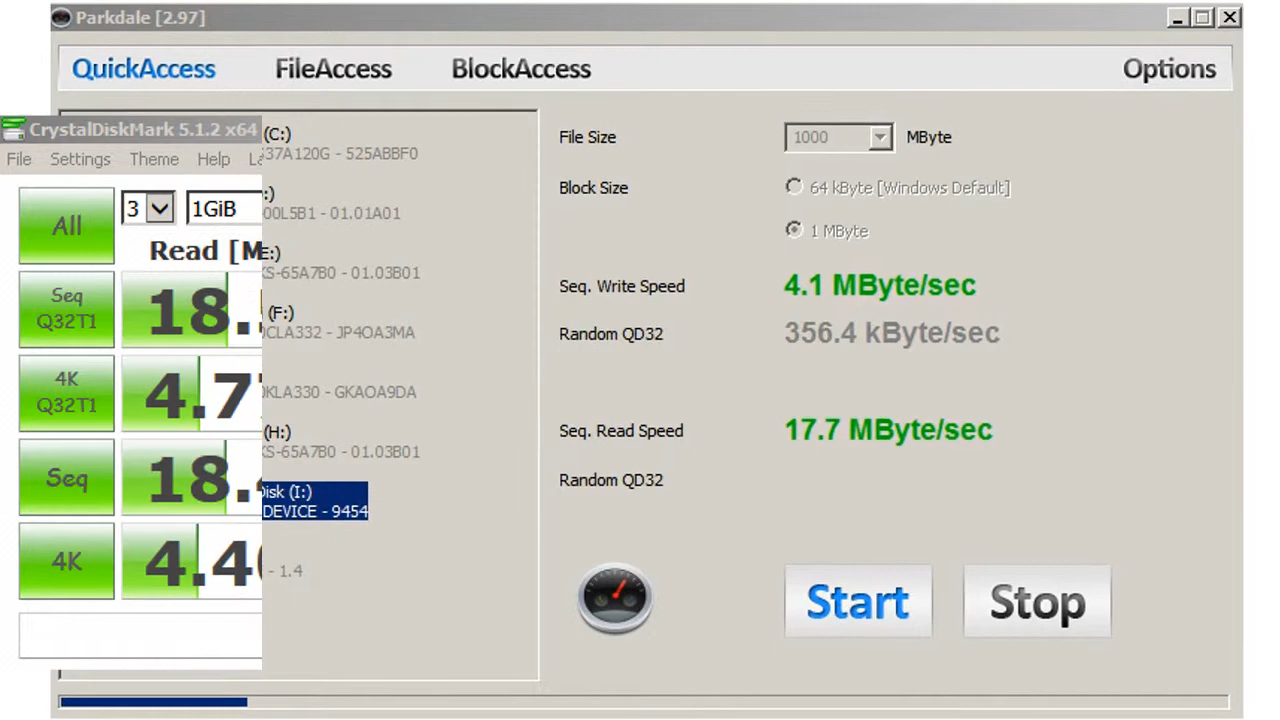 Parkdale [2.97]
QuickAccess FileAccess BlockAccess Options
CrystalDiskMark 5.1.2 x64
File Settings Theme Help
All 3 1GiB
Read [M
Seq
Q32T1
18.
4K
Q32T1
4.7
Seq
18.
4K
4.4
(C:)
37A120G - 525ABBF0
:)
00L5B1 - 01.01A01
E:)
KS-65A7B0 - 01.03B01
(F:)
0CLA332 - JP4OA3MA
0KLA330 - GKAOA9DA
(H:)
KS-65A7B0 - 01.03B01
Disk (I:)
DEVICE - 9454
- 1.4
File Size 1000 MByte
Block Size 64 kByte [Windows Default]
1 MByte
Seq. Write Speed 4.1 MByte/sec
Random QD32 356.4 kByte/sec
Seq. Read Speed 17.7 MByte/sec
Random QD32
Start Stop